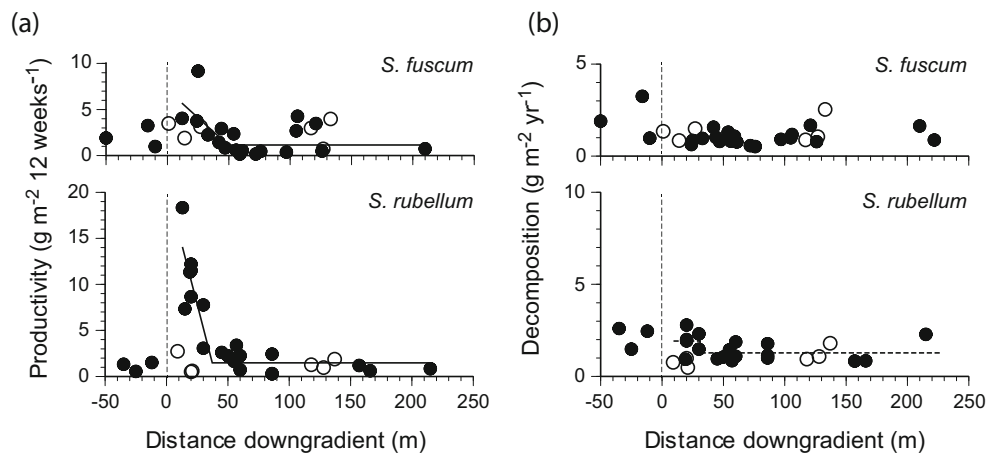 (a)
(b)
10
5
0
S. fuscum
5
0
S. fuscum
Productivity (g m⁻² 12 weeks⁻¹)
20
15
10
5
0
S. rubellum
-50 0 50 100 150 200 250
Distance downgradient (m)
Decomposition (g m⁻² yr⁻¹)
10
5
2
0
S. rubellum
-50 0 50 100 150 200 250
Distance downgradient (m)